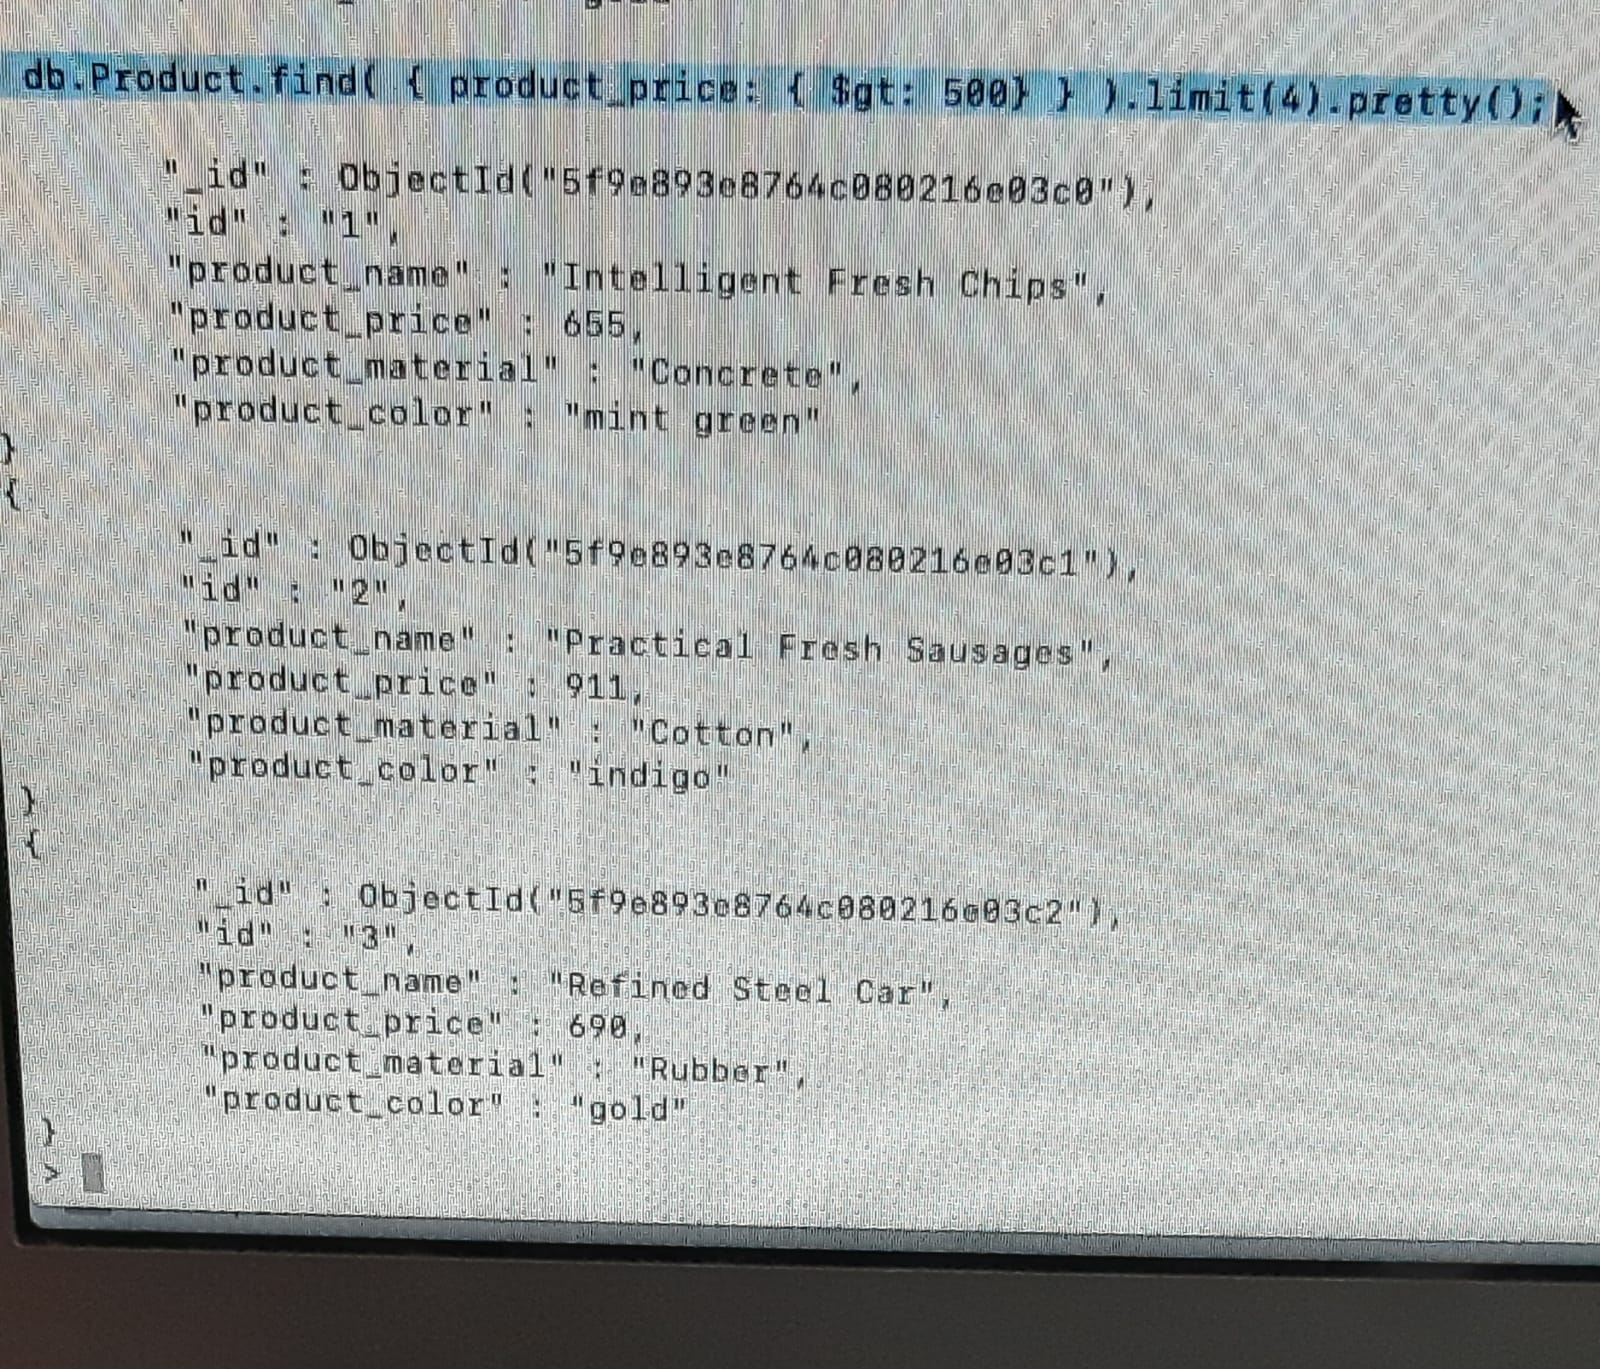 db.Product.find( { product_price: { $gt: 500} } ).limit(4).pretty();
"_id" : ObjectId("5f9e893e8764c080216e03c0"),
"id" : "1",
"product_name" : "Intelligent Fresh Chips",
"product_price" : 655,
"product_material" : "Concrete",
"product_color" : "mint green"
}
{
"_id" : ObjectId("5f9e893e8764c080216e03c1"),
"id" : "2",
"product_name" : "Practical Fresh Sausages",
"product_price" : 911,
"product_material" : "Cotton",
"product_color" : "indigo"
}
{
"_id" : ObjectId("5f9e893e8764c080216e03c2"),
"id" : "3",
"product_name" : "Refined Steel Car",
"product_price" : 690,
"product_material" : "Rubber",
"product_color" : "gold"
}
>